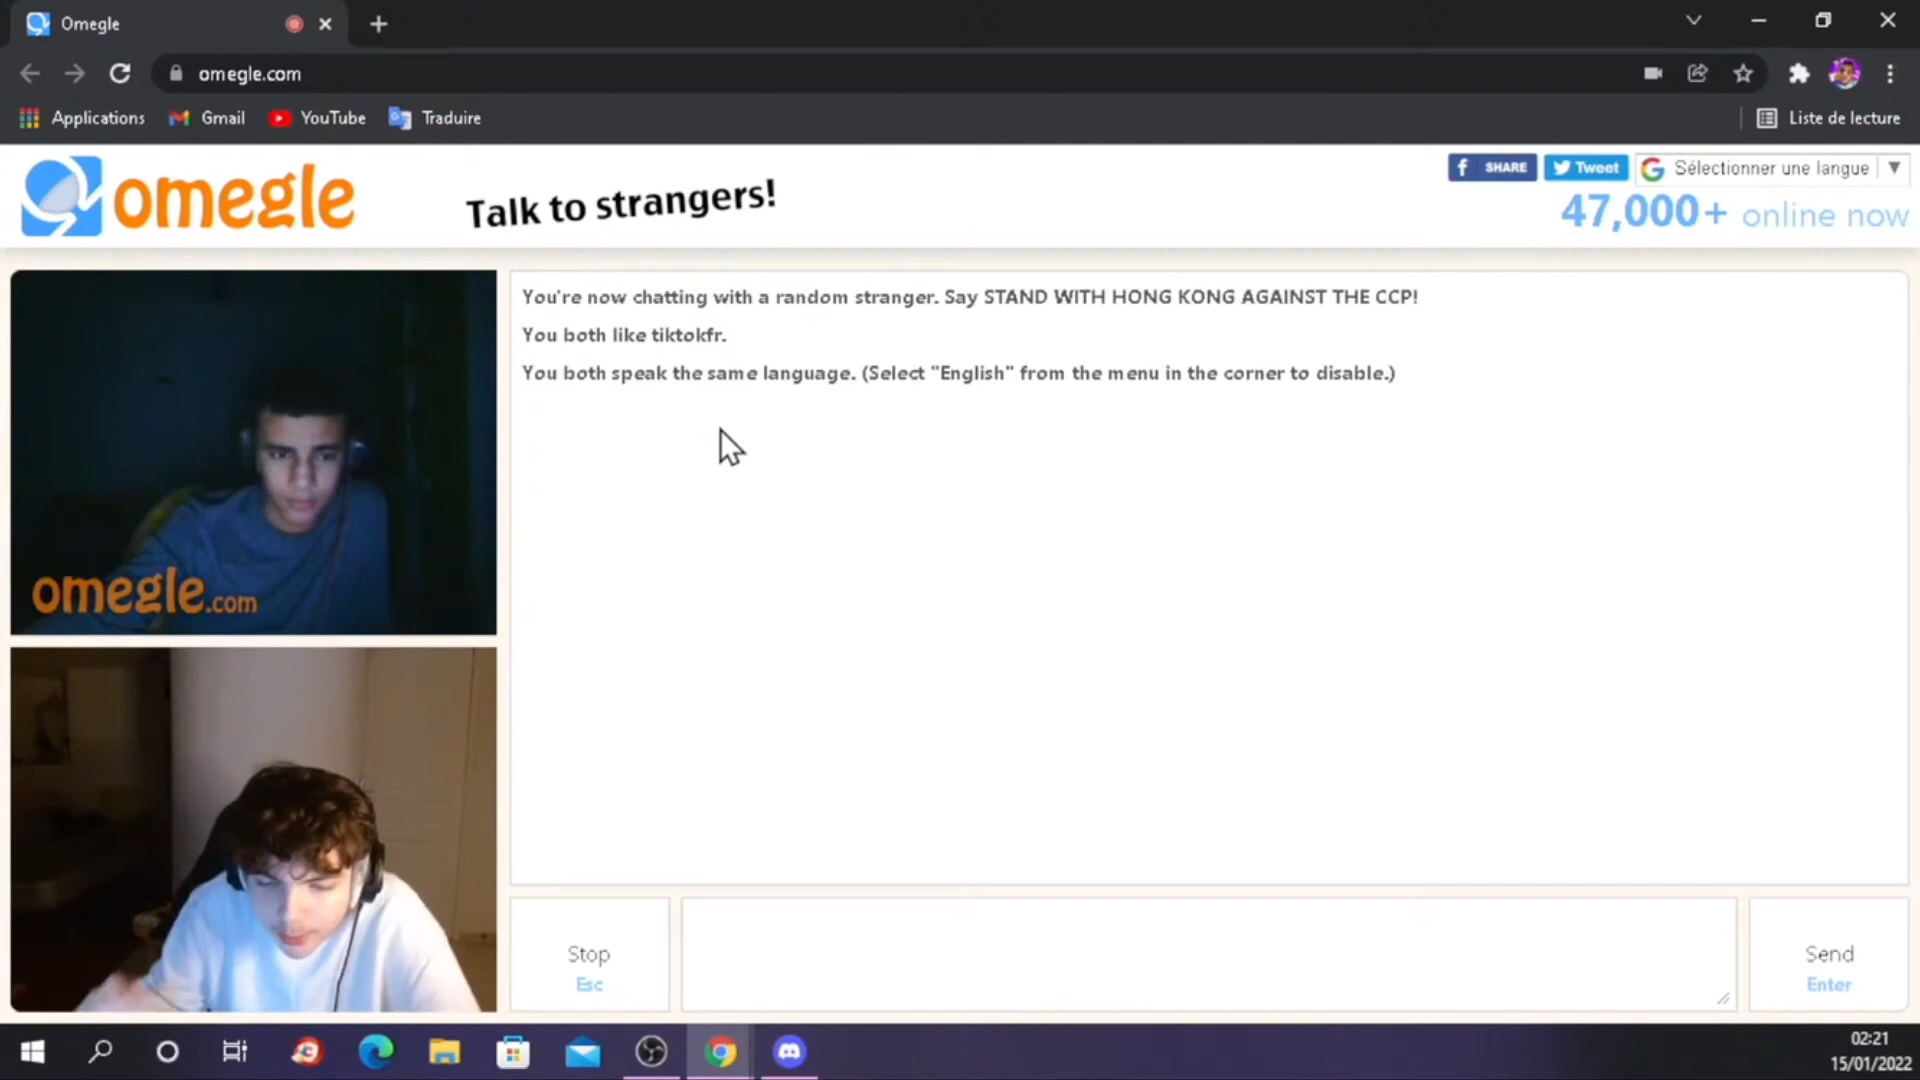 Omegle
omegle.com
Applications Gmail YouTube Traduire Liste de lecture
omegle Talk to strangers!
f SHARE Tweet G Sélectionner une langue ▼
47,000+ online now
You're now chatting with a random stranger. Say STAND WITH HONG KONG AGAINST THE CCP!
You both like tiktokfr.
You both speak the same language. (Select "English" from the menu in the corner to disable.)
omegle.com
Stop
Esc
Send
Enter
02:21
15/01/2022